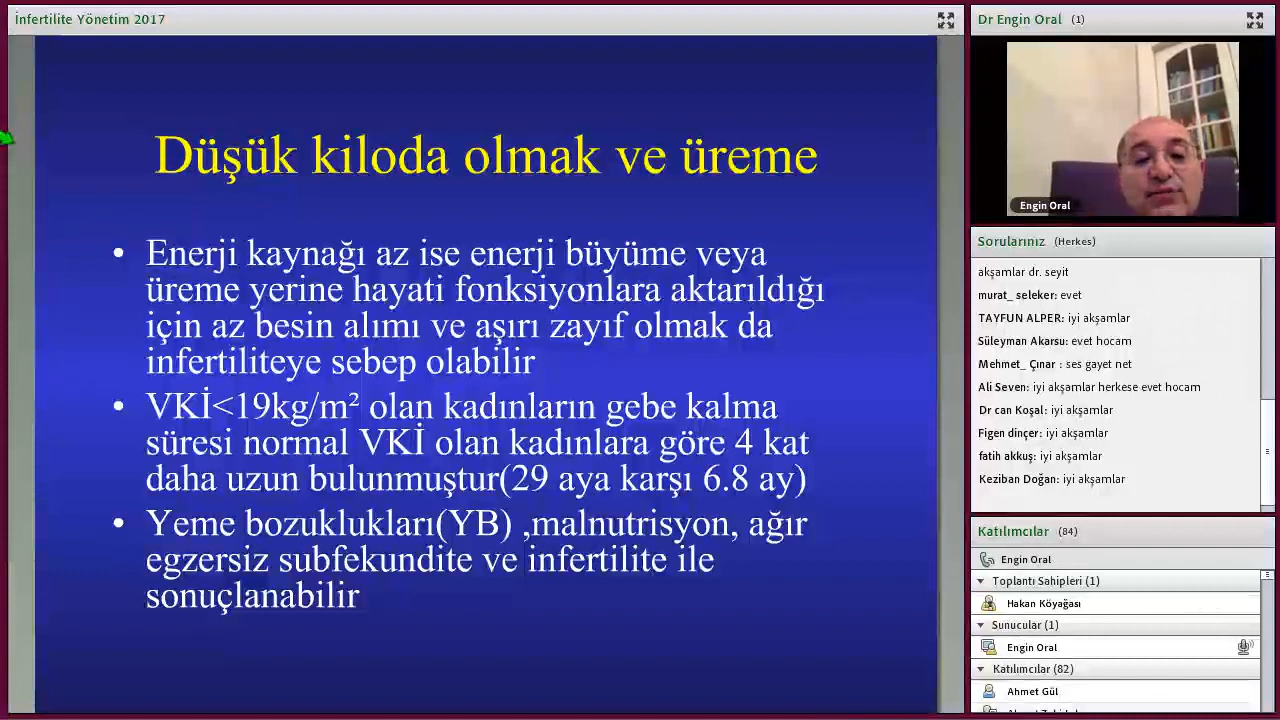 İnfertilite Yönetim 2017
Düşük kiloda olmak ve üreme
• Enerji kaynağı az ise enerji büyüme veya
üreme yerine hayati fonksiyonlara aktarıldığı
için az besin alımı ve aşırı zayıf olmak da
infertiliteye sebep olabilir
• VKİ<19kg/m² olan kadınların gebe kalma
süresi normal VKİ olan kadınlara göre 4 kat
daha uzun bulunmuştur(29 aya karşı 6.8 ay)
• Yeme bozuklukları(YB) ,malnutrisyon, ağır
egzersiz subfekundite ve infertilite ile
sonuçlanabilir
Dr Engin Oral (1)
Engin Oral
Sorularınız (Herkes)
akşamlar dr. seyit
murat_ seleker: evet
TAYFUN ALPER: iyi akşamlar
Süleyman Akarsu: evet hocam
Mehmet_ Çınar : ses gayet net
Ali Seven: iyi akşamlar herkese evet hocam
Dr can Koşal: iyi akşamlar
Figen dinçer: iyi akşamlar
fatih akkuş: iyi akşamlar
Keziban Doğan: iyi akşamlar
Katılımcılar (84)
Engin Oral
Toplantı Sahipleri (1)
Hakan Köyağası
Sunucular (1)
Engin Oral
Katılımcılar (82)
Ahmet Gül